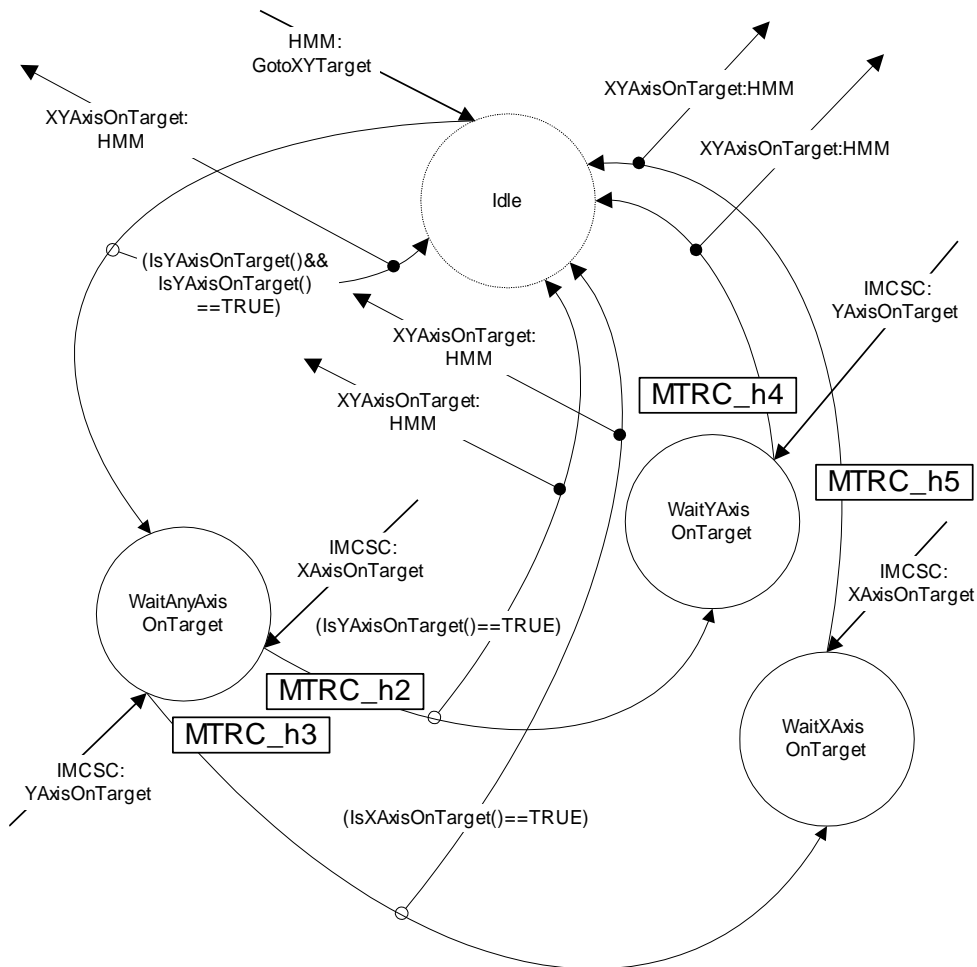 HMM:
GotoXYTarget
XYAxisOnTarget:HMM
XYAxisOnTarget:
HMM
XYAxisOnTarget:HMM
Idle
(IsYAxisOnTarget()&&
IsYAxisOnTarget()
==TRUE)
IMCSC:
YAxisOnTarget
XYAxisOnTarget:
HMM
XYAxisOnTarget:
HMM
MTRC_h4
MTRC_h5
WaitYAxis
OnTarget
IMCSC:
XAxisOnTarget
IMCSC:
XAxisOnTarget
WaitAnyAxis
OnTarget
(IsYAxisOnTarget()==TRUE)
MTRC_h2
MTRC_h3
WaitXAxis
OnTarget
IMCSC:
YAxisOnTarget
(IsXAxisOnTarget()==TRUE)